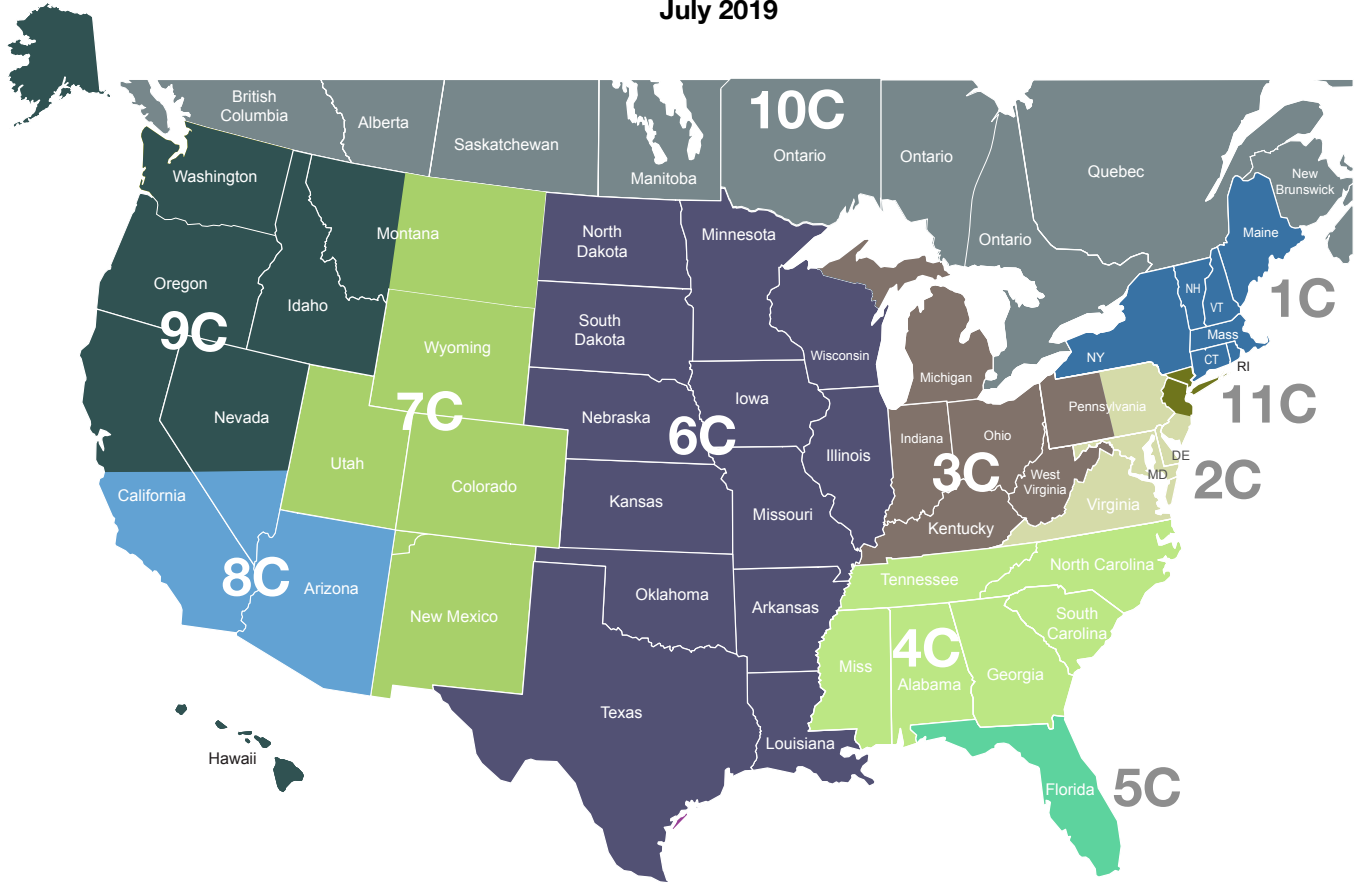 July 2019
British
Columbia
Alberta
Saskatchewan
Manitoba
10C
Ontario
Ontario
Ontario
Quebec
New
Brunswick
Washington
Montana
North
Dakota
Minnesota
Maine
Oregon
Idaho
9C
NH
VT
1C
South
Dakota
Wyoming
Wisconsin
Mass
NY
CT
RI
Michigan
Nevada
7C
Nebraska
Iowa
6C
Pennsylvania
11C
Utah
Colorado
Illinois
Indiana
Ohio
3C
DE
MD
2C
California
Kansas
Missouri
West
Virginia
Virginia
Kentucky
8C
Arizona
New Mexico
Oklahoma
Arkansas
Tennessee
North Carolina
South
Carolina
4C
Miss
Alabama
Georgia
Texas
Louisiana
Hawaii
Florida
5C